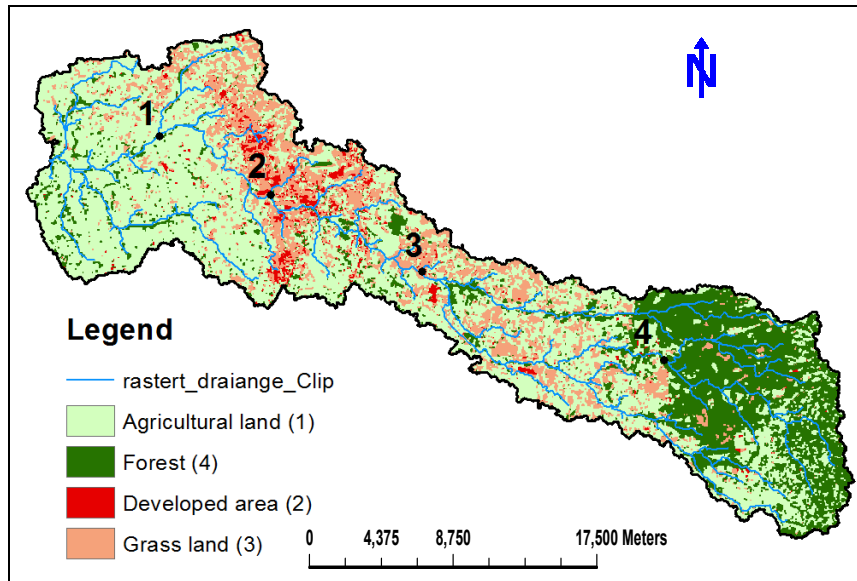 N
1
2
3
4
Legend
rastert_draiange_Clip
Agricultural land (1)
Forest (4)
Developed area (2)
Grass land (3)
0 4,375 8,750 17,500 Meters